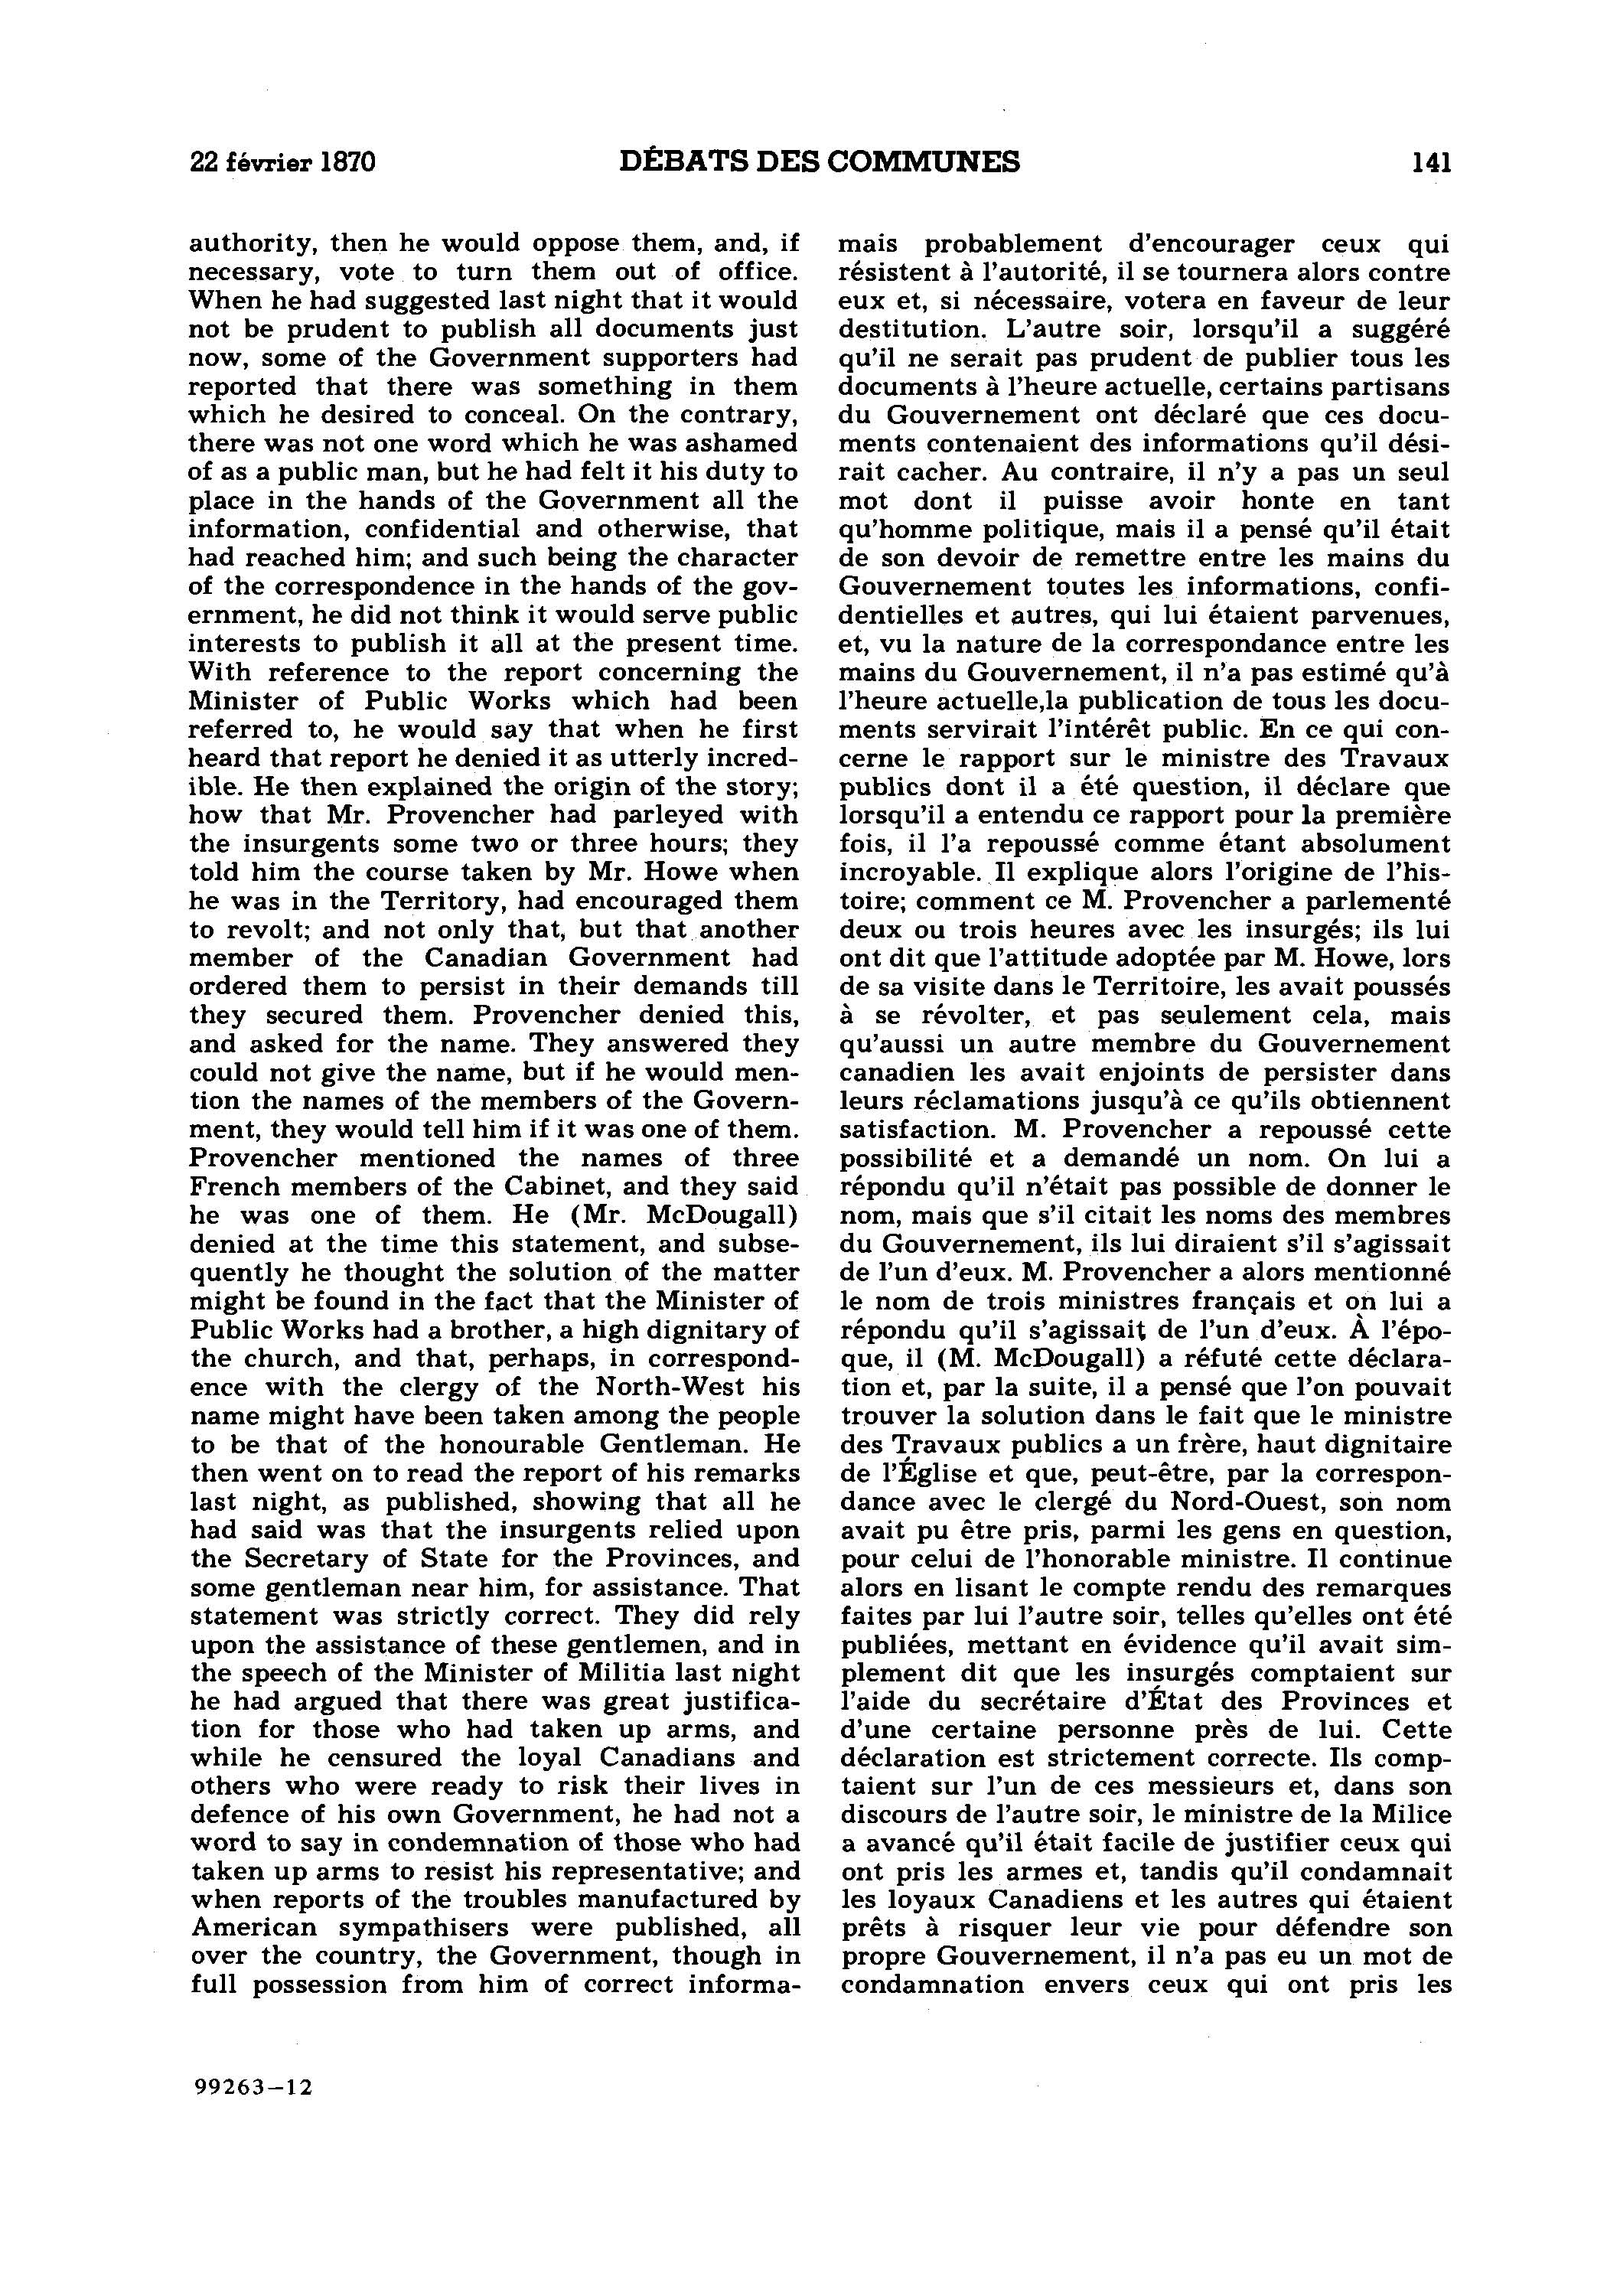 22 février 1870
DÉBATS DES COMMUNES
141
authority, then he would oppose them, and, if
necessary, vote to turn them out of office.
When he had suggested last night that it would
not be prudent to publish all documents just
now, some of the Government supporters had
reported that there was something in them
which he desired to conceal. On the contrary,
there was not one word which he was ashamed
of as a public man, but he had felt it his duty to
place in the hands of the Government all the
information, confidential and otherwise, that
had reached him; and such being the character
of the correspondence in the hands of the gov-
ernment, he did not think it would serve public
interests to publish it all at the present time.
With reference to the report concerning the
Minister of Public Works which had been
referred to, he would say that when he first
heard that report he denied it as utterly incred-
ible. He then explained the origin of the story;
how that Mr. Provencher had parleyed with
the insurgents some two or three hours; they
told him the course taken by Mr. Howe when
he was in the Territory, had encouraged them
to revolt; and not only that, but that another
member of the Canadian Government had
ordered them to persist in their demands till
they secured them. Provencher denied this,
and asked for the name. They answered they
could not give the name, but if he would men-
tion the names of the members of the Govern-
ment, they would tell him if it was one of them.
Provencher mentioned the names of three
French members of the Cabinet, and they said
he was one of them. He (Mr. McDougall)
denied at the time this statement, and subse-
quently he thought the solution of the matter
might be found in the fact that the Minister of
Public Works had a brother, a high dignitary of
the church, and that, perhaps, in correspond-
ence with the clergy of the North-West his
name might have been taken among the people
to be that of the honourable Gentleman. He
then went on to read the report of his remarks
last night, as published, showing that all he
had said was that the insurgents relied upon
the Secretary of State for the Provinces, and
some gentleman near him, for assistance. That
statement was strictly correct. They did rely
upon the assistance of these gentlemen, and in
the speech of the Minister of Militia last night
he had argued that there was great justifica-
tion for those who had taken up arms, and
while he censured the loyal Canadians and
others who were ready to risk their lives in
defence of his own Government, he had not a
word to say in condemnation of those who had
taken up arms to resist his representative; and
when reports of the troubles manufactured by
American sympathisers were published, all
over the country, the Government, though in
full possession from him of correct informa-
mais probablement d'encourager ceux qui
résistent à l'autorité, il se tournera alors contre
eux et, si nécessaire, votera en faveur de leur
destitution. L'autre soir, lorsqu'il a suggéré
qu'il ne serait pas prudent de publier tous les
documents à l'heure actuelle, certains partisans
du Gouvernement ont déclaré que ces docu-
ments contenaient des informations qu'il dési-
rait cacher. Au contraire, il n'y a pas un seul
mot dont il puisse avoir honte en tant
qu'homme politique, mais il a pensé qu'il était
de son devoir de remettre entre les mains du
Gouvernement toutes les informations, confi-
dentielles et autres, qui lui étaient parvenues,
et, vu la nature de la correspondance entre les
mains du Gouvernement, il n'a pas estimé qu'à
l'heure actuelle,la publication de tous les docu-
ments servirait l'intérêt public. En ce qui con-
cerne le rapport sur le ministre des Travaux
publics dont il a été question, il déclare que
lorsqu'il a entendu ce rapport pour la première
fois, il l'a repoussé comme étant absolument
incroyable. Il explique alors l'origine de l'his-
toire; comment ce M. Provencher a parlementé
deux ou trois heures avec les insurgés; ils lui
ont dit que l'attitude adoptée par M. Howe, lors
de sa visite dans le Territoire, les avait poussés
à se révolter, et pas seulement cela, mais
qu'aussi un autre membre du Gouvernement
canadien les avait enjoints de persister dans
leurs réclamations jusqu'à ce qu'ils obtiennent
satisfaction. M. Provencher a repoussé cette
possibilité et a demandé un nom. On lui a
répondu qu'il n'était pas possible de donner le
nom, mais que s'il citait les noms des membres
du Gouvernement, ils lui diraient s'il s'agissait
de l'un d'eux. M. Provencher a alors mentionné
le nom de trois ministres français et on lui a
répondu qu'il s'agissait de l'un d'eux. À l'épo-
que, il (M. McDougall) a réfuté cette déclara-
tion et, par la suite, il a pensé que l'on pouvait
trouver la solution dans le fait que le ministre
des Travaux publics a un frère, haut dignitaire
de l'Église et que, peut-être, par la correspon-
dance avec le clergé du Nord-Ouest, son nom
avait pu être pris, parmi les gens en question,
pour celui de l'honorable ministre. Il continue
alors en lisant le compte rendu des remarques
faites par lui l'autre soir, telles qu'elles ont été
publiées, mettant en évidence qu'il avait sim-
plement dit que les insurgés comptaient sur
l'aide du secrétaire d'État des Provinces et
d'une certaine personne près de lui. Cette
déclaration est strictement correcte. Ils comp-
taient sur l'un de ces messieurs et, dans son
discours de l'autre soir, le ministre de la Milice
a avancé qu'il était facile de justifier ceux qui
ont pris les armes et, tandis qu'il condamnait
les loyaux Canadiens et les autres qui étaient
prêts à risquer leur vie pour défendre son
propre Gouvernement, il n'a pas eu un mot de
condamnation envers ceux qui ont pris les
99263—12